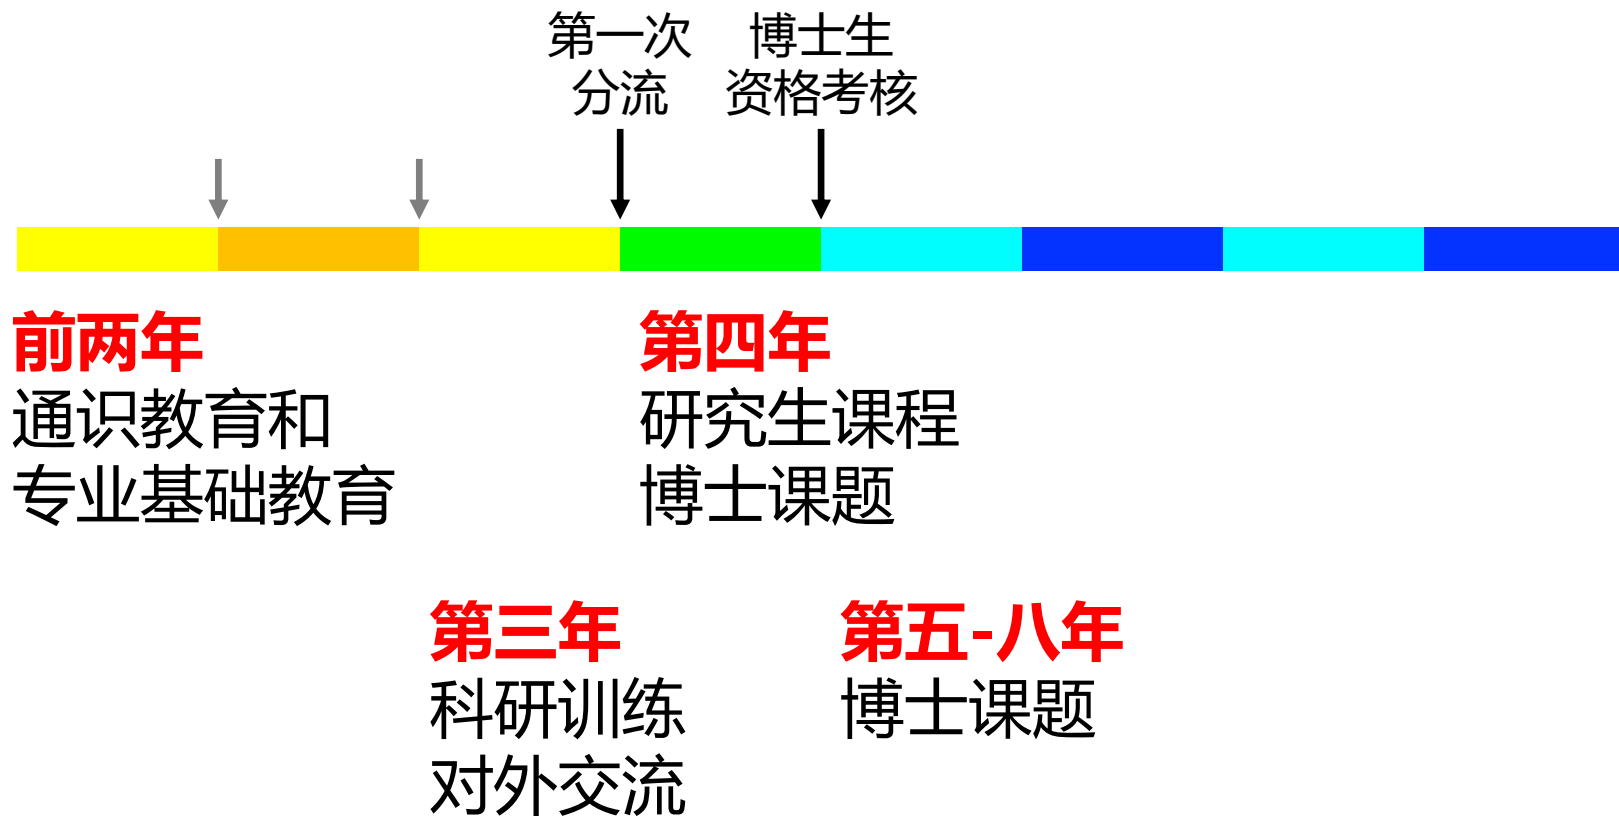 第一次
分流
博士生
资格考核
前两年
通识教育和
专业基础教育
第四年
研究生课程
博士课题
第三年
科研训练
对外交流
第五-八年
博士课题